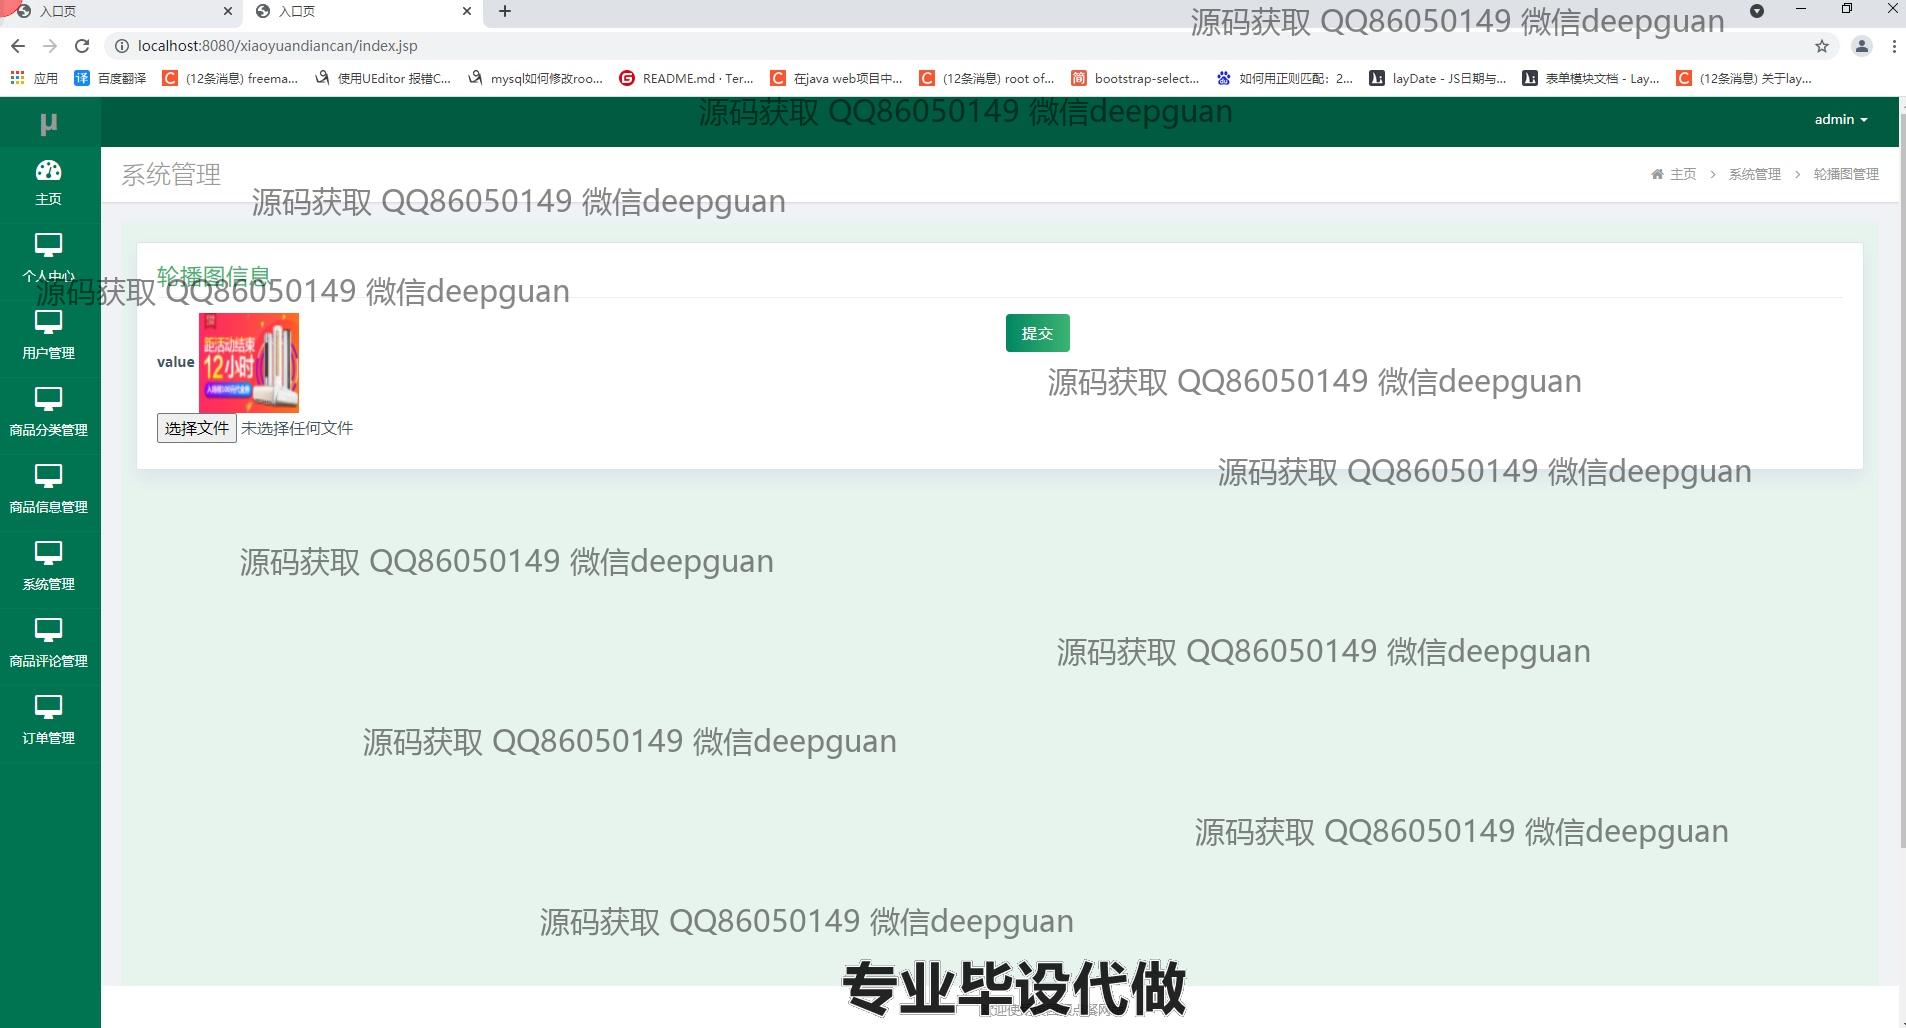 入口页
入口页
源码获取 QQ86050149 微信deepguan
localhost:8080/xiaoyuandiancan/index.jsp
应用
百度翻译
(12条消息) freema...
使用UEditor 报错C...
mysql如何修改roo...
README.md · Ter...
在java web项目中...
(12条消息) root of...
bootstrap-select...
如何用正则匹配：2...
layDate - JS日期与...
表单模块文档 - Lay...
(12条消息) 关于lay...
μ
源码获取 QQ86050149 微信deepguan
admin
主页
系统管理
主页 > 系统管理 > 轮播图管理
源码获取 QQ86050149 微信deepguan
个人中心
轮播图信息
源码获取 QQ86050149 微信deepguan
用户管理
value
距活动结束
12小时
提交
源码获取 QQ86050149 微信deepguan
选择文件 未选择任何文件
商品分类管理
源码获取 QQ86050149 微信deepguan
商品信息管理
源码获取 QQ86050149 微信deepguan
系统管理
源码获取 QQ86050149 微信deepguan
商品评论管理
源码获取 QQ86050149 微信deepguan
订单管理
源码获取 QQ86050149 微信deepguan
源码获取 QQ86050149 微信deepguan
专业毕设代做